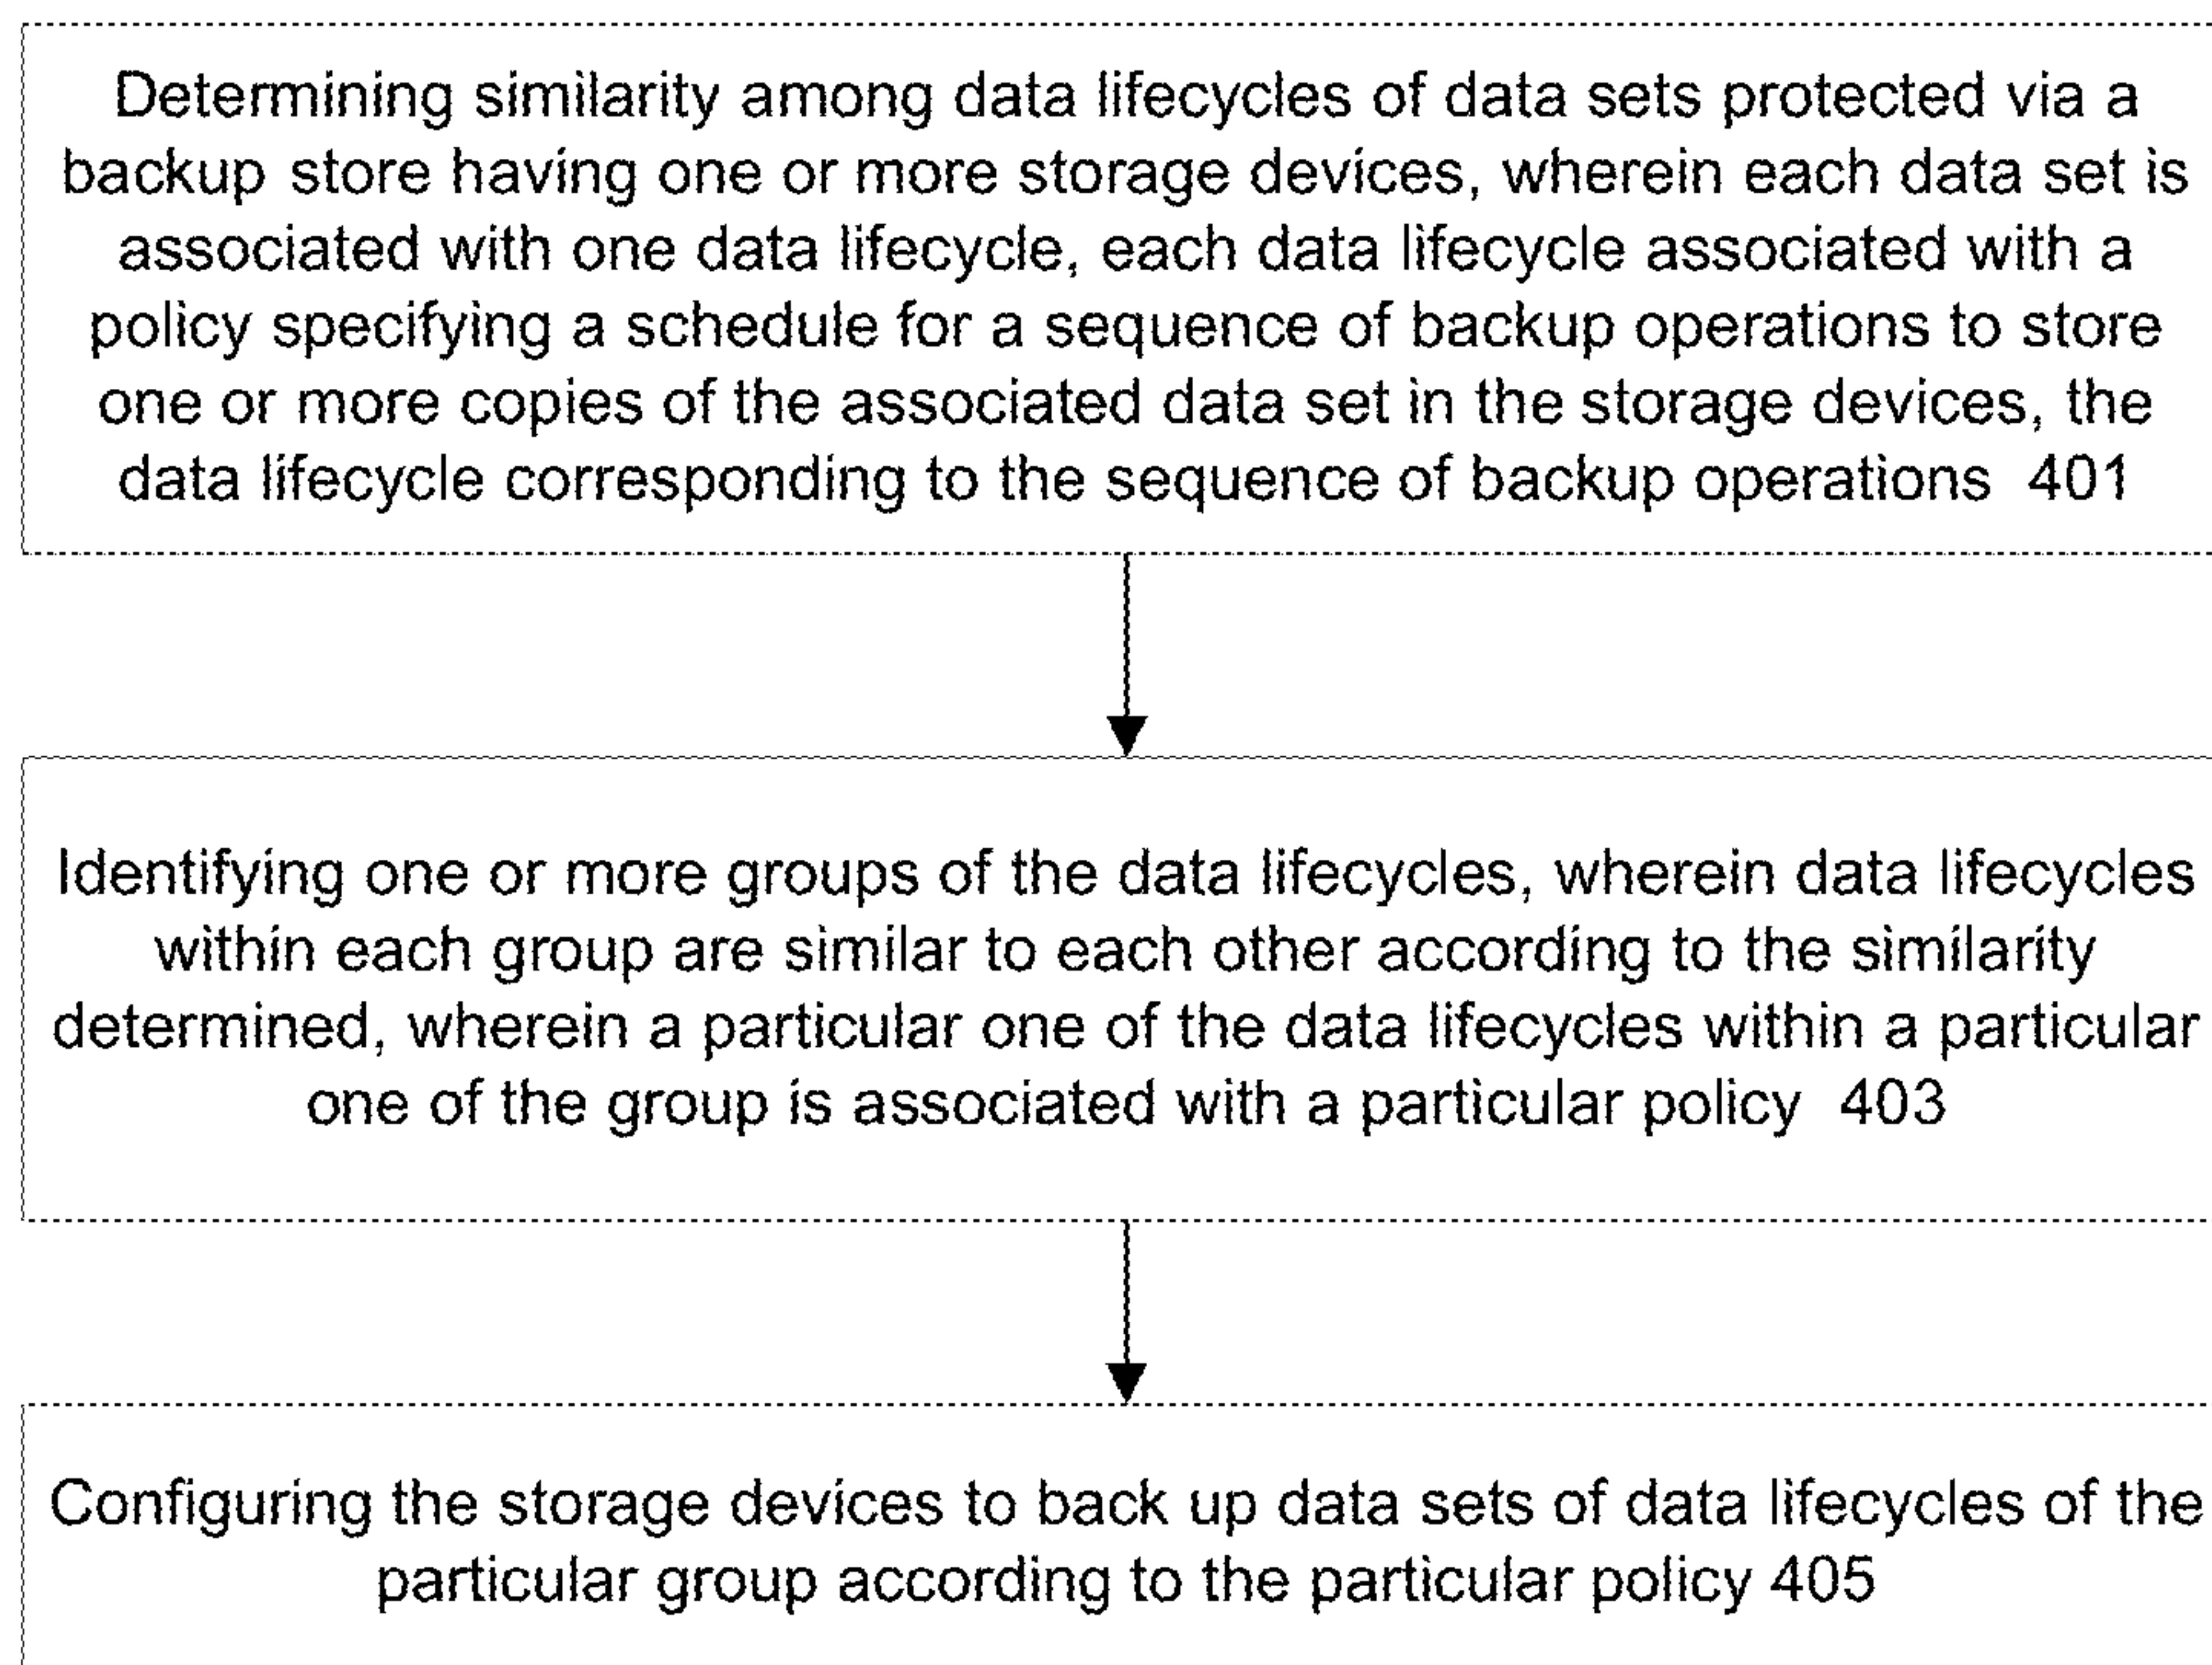 Determining similarity among data lifecycles of data sets protected via a
backup store having one or more storage devices, wherein each data set is
associated with one data lifecycle, each data lifecycle associated with a
policy specifying a schedule for a sequence of backup operations to store
one or more copies of the associated data set in the storage devices, the
data lifecycle corresponding to the sequence of backup operations 401
Identifying one or more groups of the data lifecycles, wherein data lifecycles
within each group are similar to each other according to the similarity
determined, wherein a particular one of the data lifecycles within a particular
one of the group is associated with a particular policy 403
Configuring the storage devices to back up data sets of data lifecycles of the
particular group according to the particular policy 405